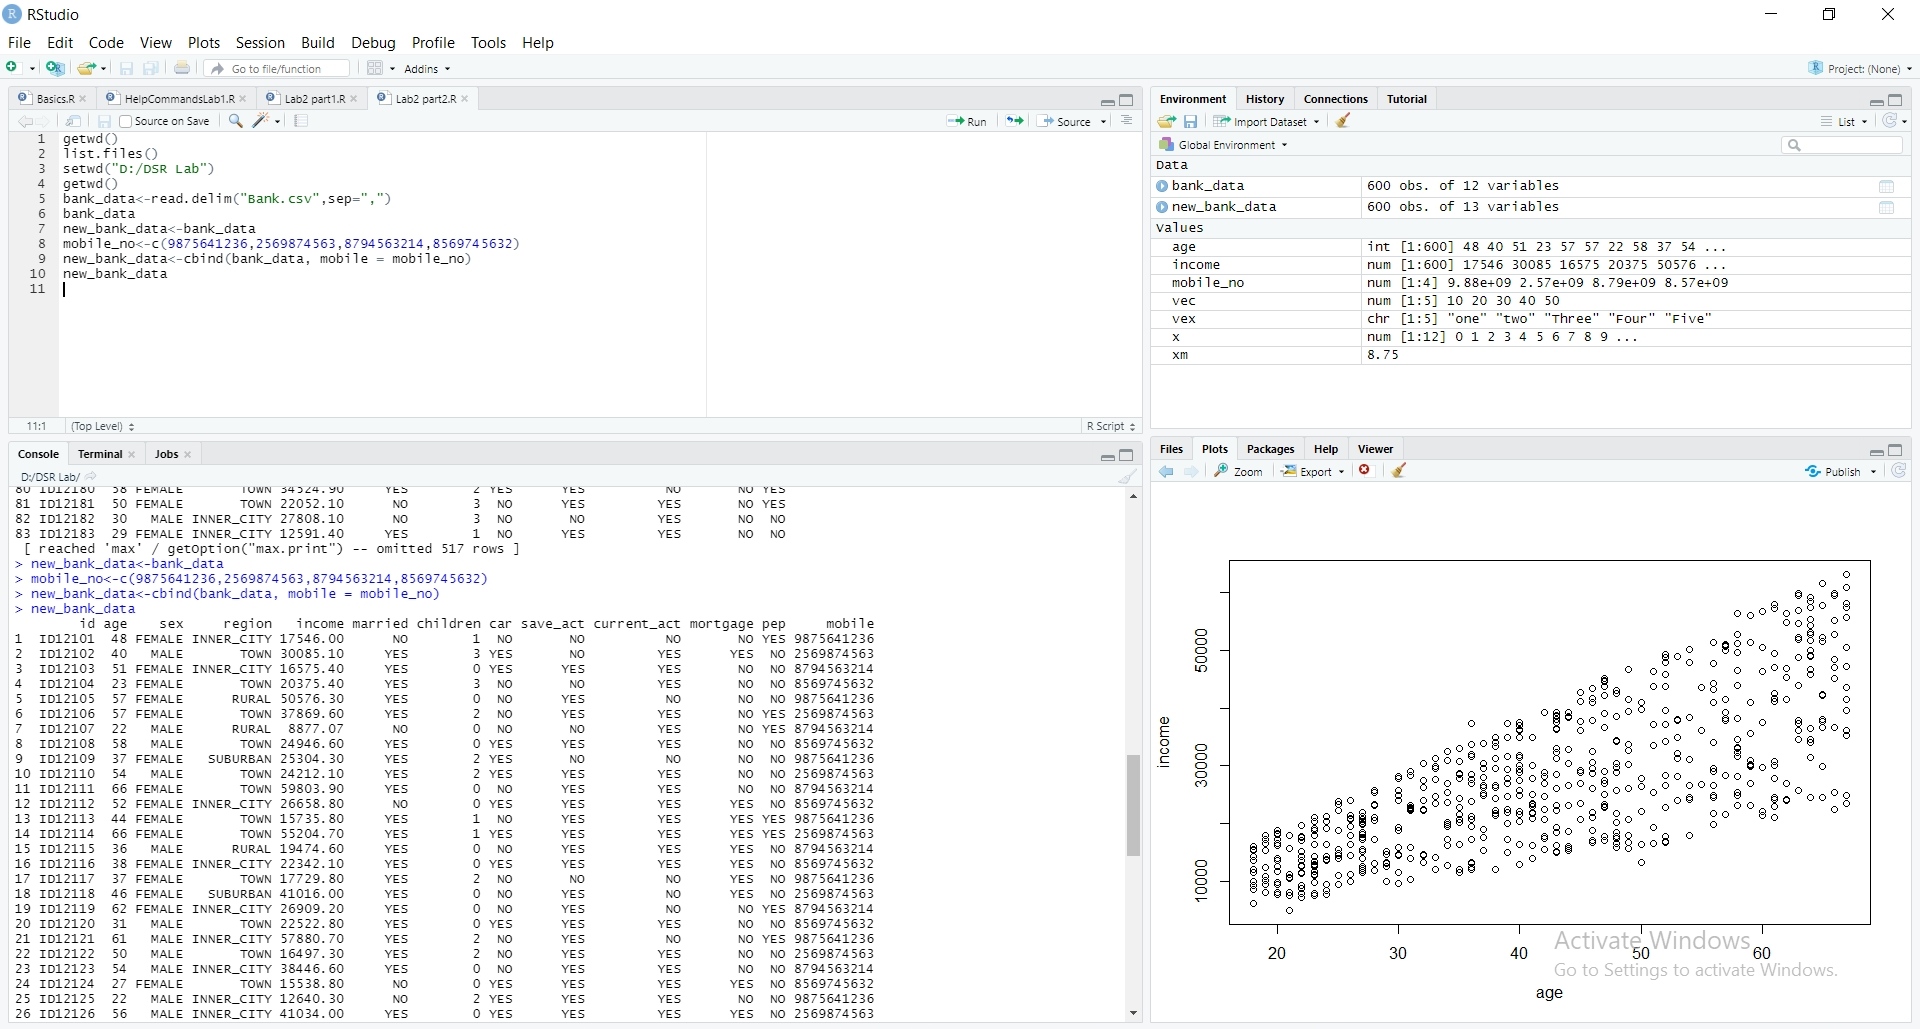 RStudio
File Edit Code View Plots Session Build Debug Profile Tools Help
Go to file/function Addins Project: (None)
Basics.R HelpCommandsLab1.R Lab2 part1.R Lab2 part2.R
Source on Save Run Source
1 getwd()
2 list.files()
3 setwd("D:/DSR Lab")
4 getwd()
5 bank_data<-read.delim("Bank.csv",sep=",")
6 bank_data
7 new_bank_data<-bank_data
8 mobile_no<-c(9875641236,2569874563,8794563214,8569745632)
9 new_bank_data<-cbind(bank_data, mobile = mobile_no)
10 new_bank_data
11
11:1 (Top Level) R Script
Console Terminal Jobs
D:/DSR Lab/
80 ID12180 58 FEMALE TOWN 34524.90 YES 2 YES YES NO NO YES
81 ID12181 50 FEMALE TOWN 22052.10 NO 3 NO YES YES NO YES
82 ID12182 30 MALE INNER_CITY 27808.10 NO 3 NO NO YES NO NO
83 ID12183 29 FEMALE INNER_CITY 12591.40 YES 1 NO YES YES NO NO
[ reached 'max' / getOption("max.print") -- omitted 517 rows ]
> new_bank_data<-bank_data
> mobile_no<-c(9875641236,2569874563,8794563214,8569745632)
> new_bank_data<-cbind(bank_data, mobile = mobile_no)
> new_bank_data
id age sex region income married children car save_act current_act mortgage pep mobile
1 ID12101 48 FEMALE INNER_CITY 17546.00 NO 1 NO NO NO NO YES 9875641236
2 ID12102 40 MALE TOWN 30085.10 YES 3 YES NO YES YES NO 2569874563
3 ID12103 51 FEMALE INNER_CITY 16575.40 YES 0 YES YES YES NO NO 8794563214
4 ID12104 23 FEMALE TOWN 20375.40 YES 3 NO NO YES NO NO 8569745632
5 ID12105 57 FEMALE RURAL 50576.30 YES 0 NO YES NO NO NO 9875641236
6 ID12106 57 FEMALE TOWN 37869.60 YES 2 NO YES YES NO YES 2569874563
7 ID12107 22 MALE RURAL 8877.07 NO 0 NO NO YES NO YES 8794563214
8 ID12108 58 MALE TOWN 24946.60 YES 0 YES YES YES NO NO 8569745632
9 ID12109 37 FEMALE SUBURBAN 25304.30 YES 2 YES NO NO NO NO 9875641236
10 ID12110 54 MALE TOWN 24212.10 YES 2 YES YES YES NO NO 2569874563
11 ID12111 66 FEMALE TOWN 59803.90 YES 0 NO YES YES NO NO 8794563214
12 ID12112 52 FEMALE INNER_CITY 26658.80 NO 0 YES YES YES YES NO 8569745632
13 ID12113 44 FEMALE TOWN 15735.80 YES 1 NO YES YES YES YES 9875641236
14 ID12114 66 FEMALE TOWN 55204.70 YES 1 YES YES YES YES YES 2569874563
15 ID12115 36 MALE RURAL 19474.60 YES 0 NO YES YES YES NO 8794563214
16 ID12116 38 FEMALE INNER_CITY 22342.10 YES 0 YES YES YES YES NO 8569745632
17 ID12117 37 FEMALE TOWN 17729.80 YES 2 NO NO NO YES NO 9875641236
18 ID12118 46 FEMALE SUBURBAN 41016.00 YES 0 NO YES NO YES NO 2569874563
19 ID12119 62 FEMALE INNER_CITY 26909.20 YES 0 NO YES NO NO YES 8794563214
20 ID12120 31 MALE TOWN 22522.80 YES 0 YES YES YES NO NO 8569745632
21 ID12121 61 MALE INNER_CITY 57880.70 YES 2 NO YES NO NO YES 9875641236
22 ID12122 50 MALE TOWN 16497.30 YES 2 NO YES YES NO NO 2569874563
23 ID12123 54 MALE INNER_CITY 38446.60 YES 0 NO YES YES NO NO 8794563214
24 ID12124 27 FEMALE TOWN 15538.80 NO 0 YES YES YES YES NO 8569745632
25 ID12125 22 MALE INNER_CITY 12640.30 NO 2 YES YES YES NO NO 9875641236
26 ID12126 56 MALE INNER_CITY 41034.00 YES 0 YES YES YES YES NO 2569874563
Environment History Connections Tutorial
Import Dataset List
Global Environment
Data
bank_data 600 obs. of 12 variables
new_bank_data 600 obs. of 13 variables
Values
age int [1:600] 48 40 51 23 57 57 22 58 37 54 ...
income num [1:600] 17546 30085 16575 20375 50576 ...
mobile_no num [1:4] 9.88e+09 2.57e+09 8.79e+09 8.57e+09
vec num [1:5] 10 20 30 40 50
vex chr [1:5] "one" "two" "Three" "Four" "Five"
x num [1:12] 0 1 2 3 4 5 6 7 8 9 ...
xm 8.75
Files Plots Packages Help Viewer
Zoom Export Publish
income
50000
30000
10000
20 30 40 50 60
age
Activate Windows
Go to Settings to activate Windows.